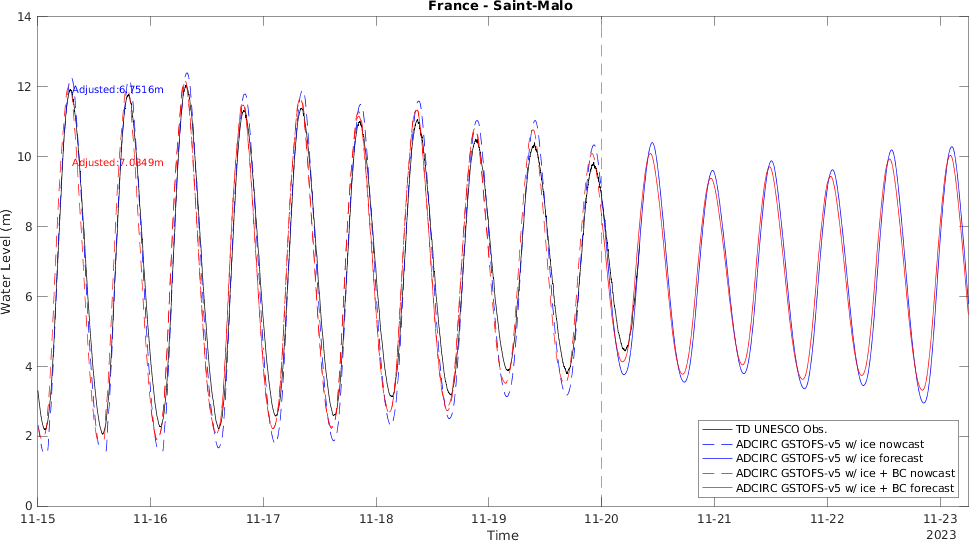 France - Saint-Malo
Water Level (m)
14
12
10
8
6
4
2
0
Adjusted:6.7516m
Adjusted:7.0849m
TD UNESCO Obs.
ADCIRC GSTOFS-v5 w/ ice nowcast
ADCIRC GSTOFS-v5 w/ ice forecast
ADCIRC GSTOFS-v5 w/ ice + BC nowcast
ADCIRC GSTOFS-v5 w/ ice + BC forecast
11-15 11-16 11-17 11-18 11-19 11-20 11-21 11-22 11-23
Time
2023